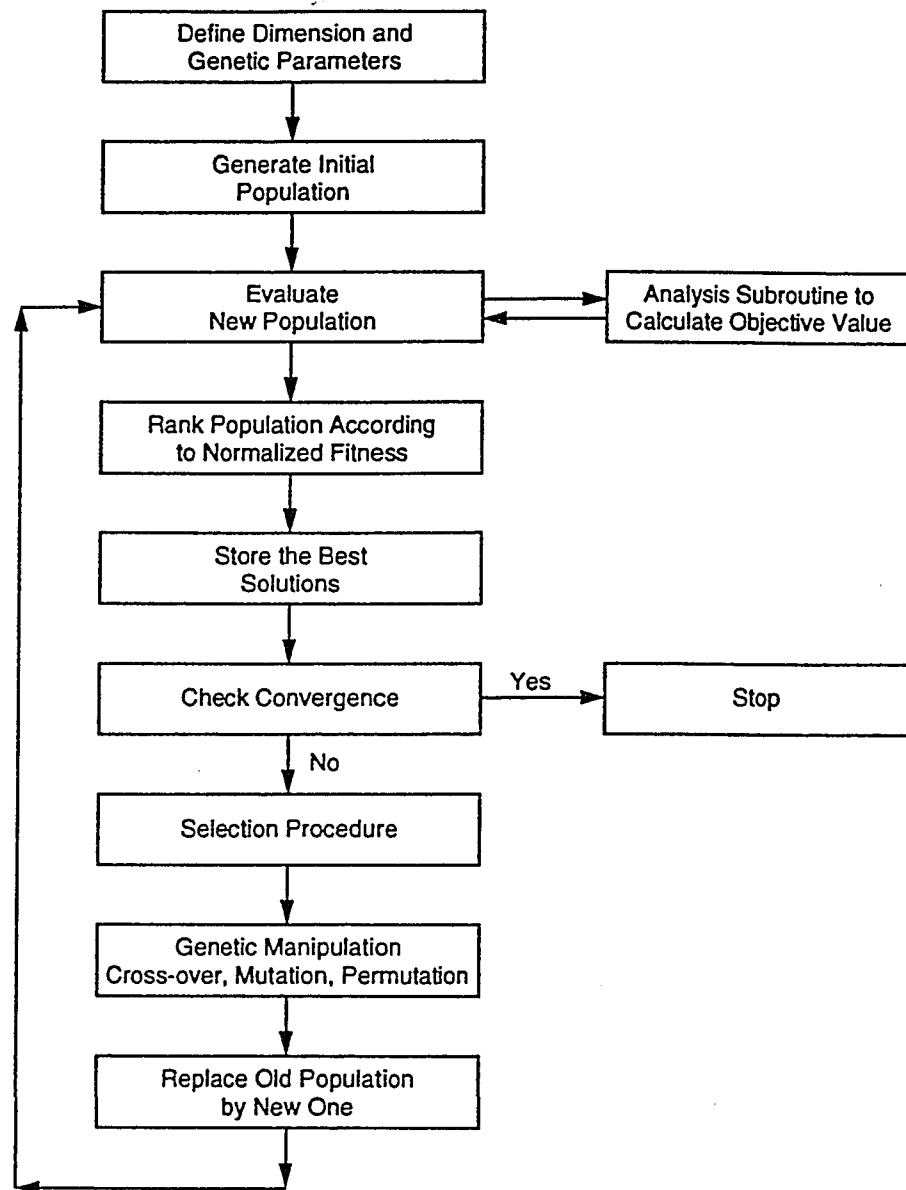 Define Dimension and
Genetic Parameters
Generate Initial
Population
Evaluate
New Population
Analysis Subroutine to
Calculate Objective Value
Rank Population According
to Normalized Fitness
Store the Best
Solutions
Check Convergence
Yes
Stop
No
Selection Procedure
Genetic Manipulation
Cross-over, Mutation, Permutation
Replace Old Population
by New One